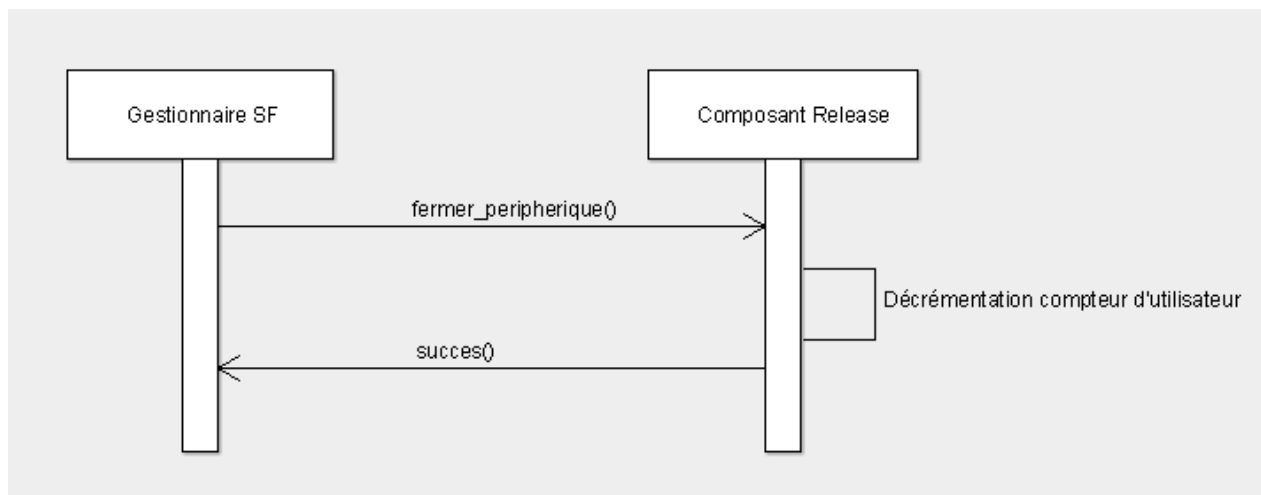 Gestionnaire SF
Composant Release
fermer_peripherique()
Décrémentation compteur d'utilisateur
succes()